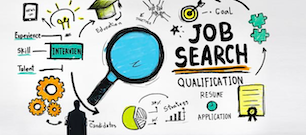 Education
Goal
Experience
Skill
INTERVIEW
Talent
JOB
SEARCH
QUALIFICATION
RESUME
APPLICATION
Strategy
Candidates